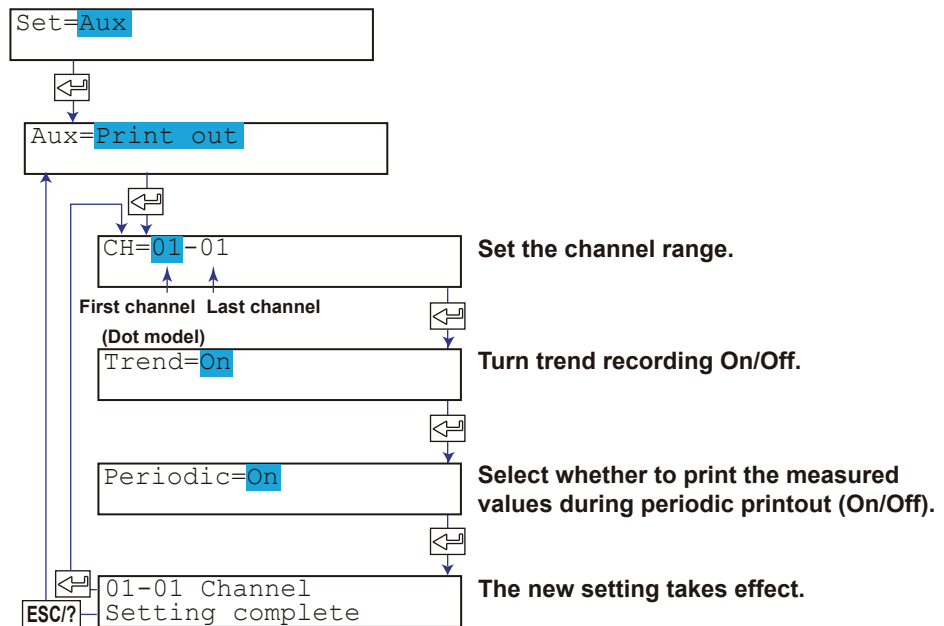 Set=Aux
Aux=Print out
CH=01-01
Set the channel range.
First channel Last channel
(Dot model)
Trend=On
Turn trend recording On/Off.
Periodic=On
Select whether to print the measured
values during periodic printout (On/Off).
01-01 Channel
The new setting takes effect.
ESC/?
Setting complete